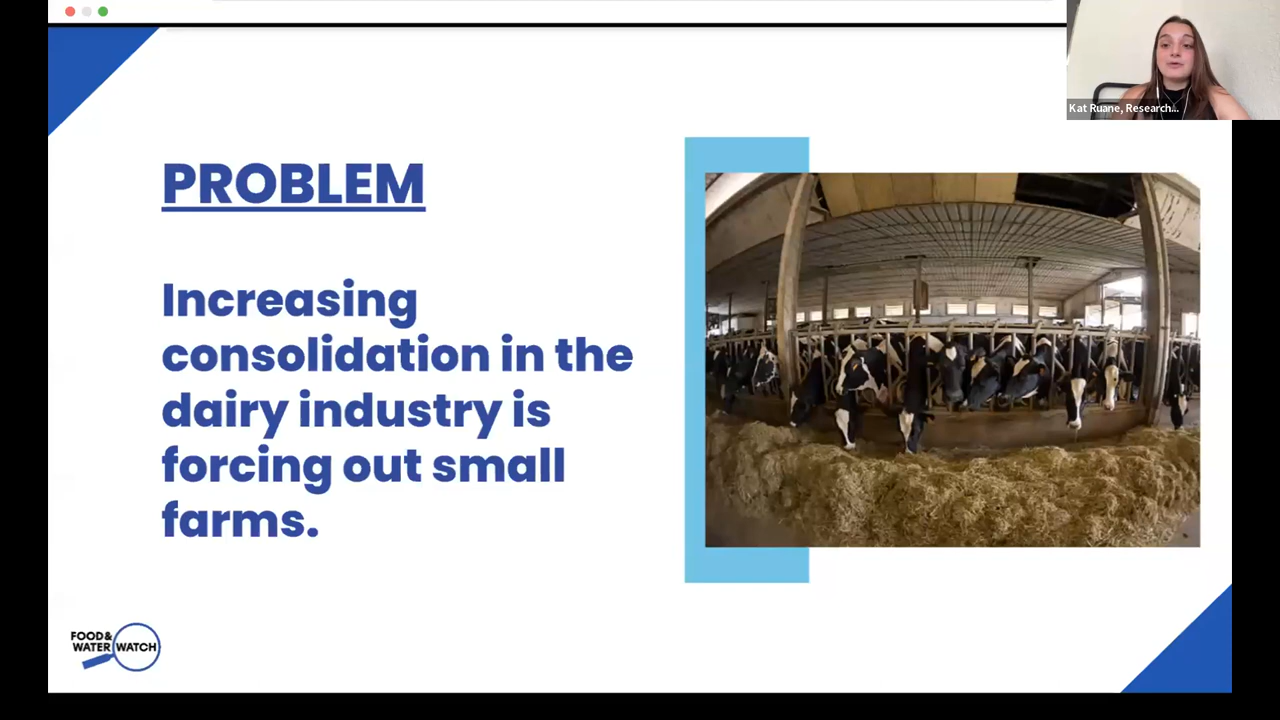 Kat Ruane, Research...
PROBLEM
Increasing
consolidation in the
dairy industry is
forcing out small
farms.
FOOD&
WATER WATCH